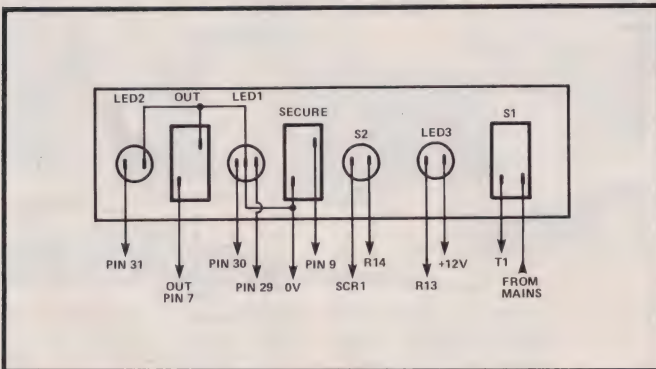 LED2
OUT
LED1
SECURE
S2
LED3
S1
PIN 31
OUT
PIN 7
PIN 30
PIN 29
0V
PIN 9
SCR1
R14
R13
+12V
T1
FROM
MAINS